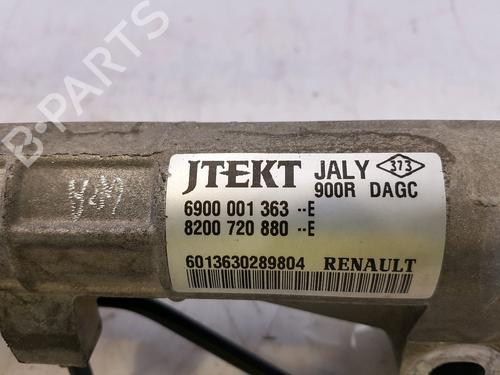 B-PARTS
JTEKT JALY 373
900R DAGC
6900 001 363 --E
8200 720 880 --E
6013630289804 RENAULT